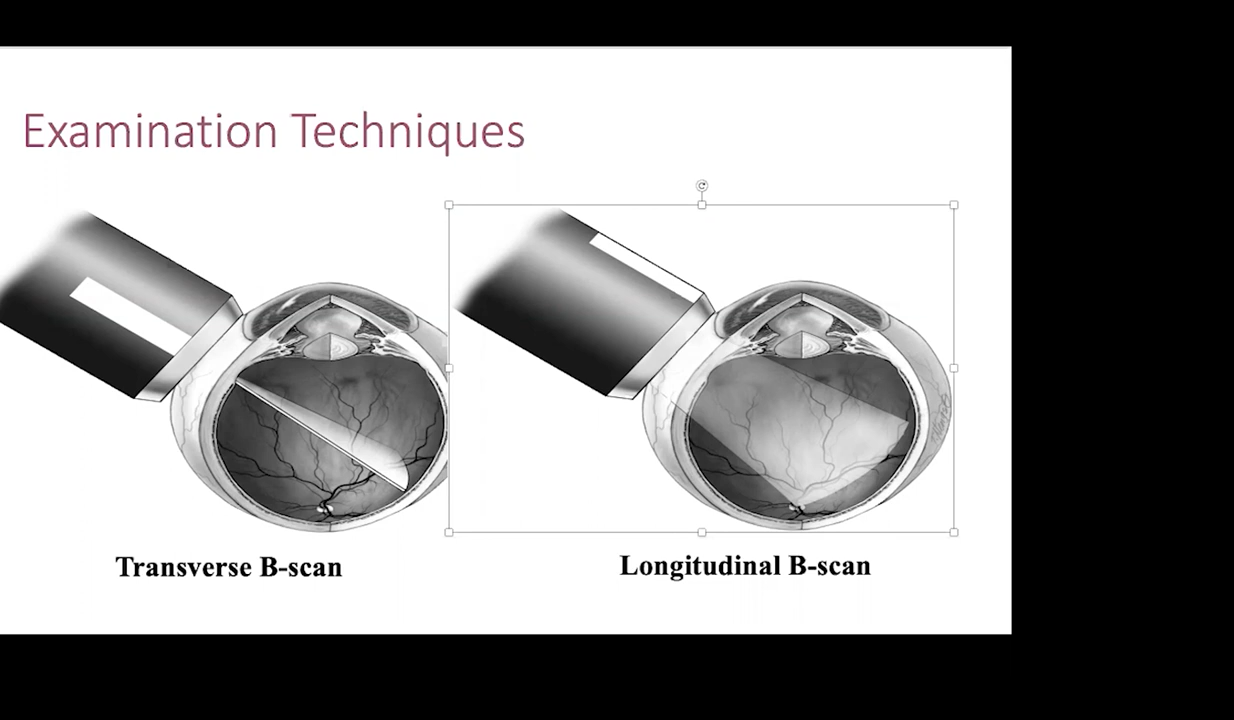 Examination Techniques
Transverse B-scan
Longitudinal B-scan